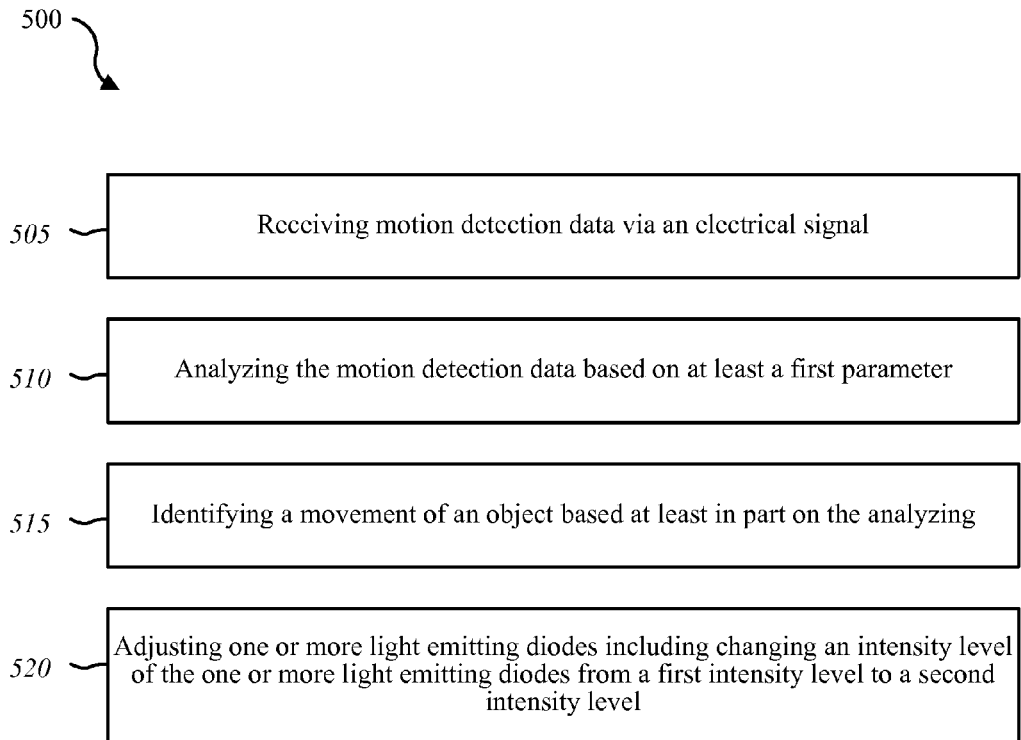 500
505
Receiving motion detection data via an electrical signal
510
Analyzing the motion detection data based on at least a first parameter
515
Identifying a movement of an object based at least in part on the analyzing
520
Adjusting one or more light emitting diodes including changing an intensity level
of the one or more light emitting diodes from a first intensity level to a second
intensity level